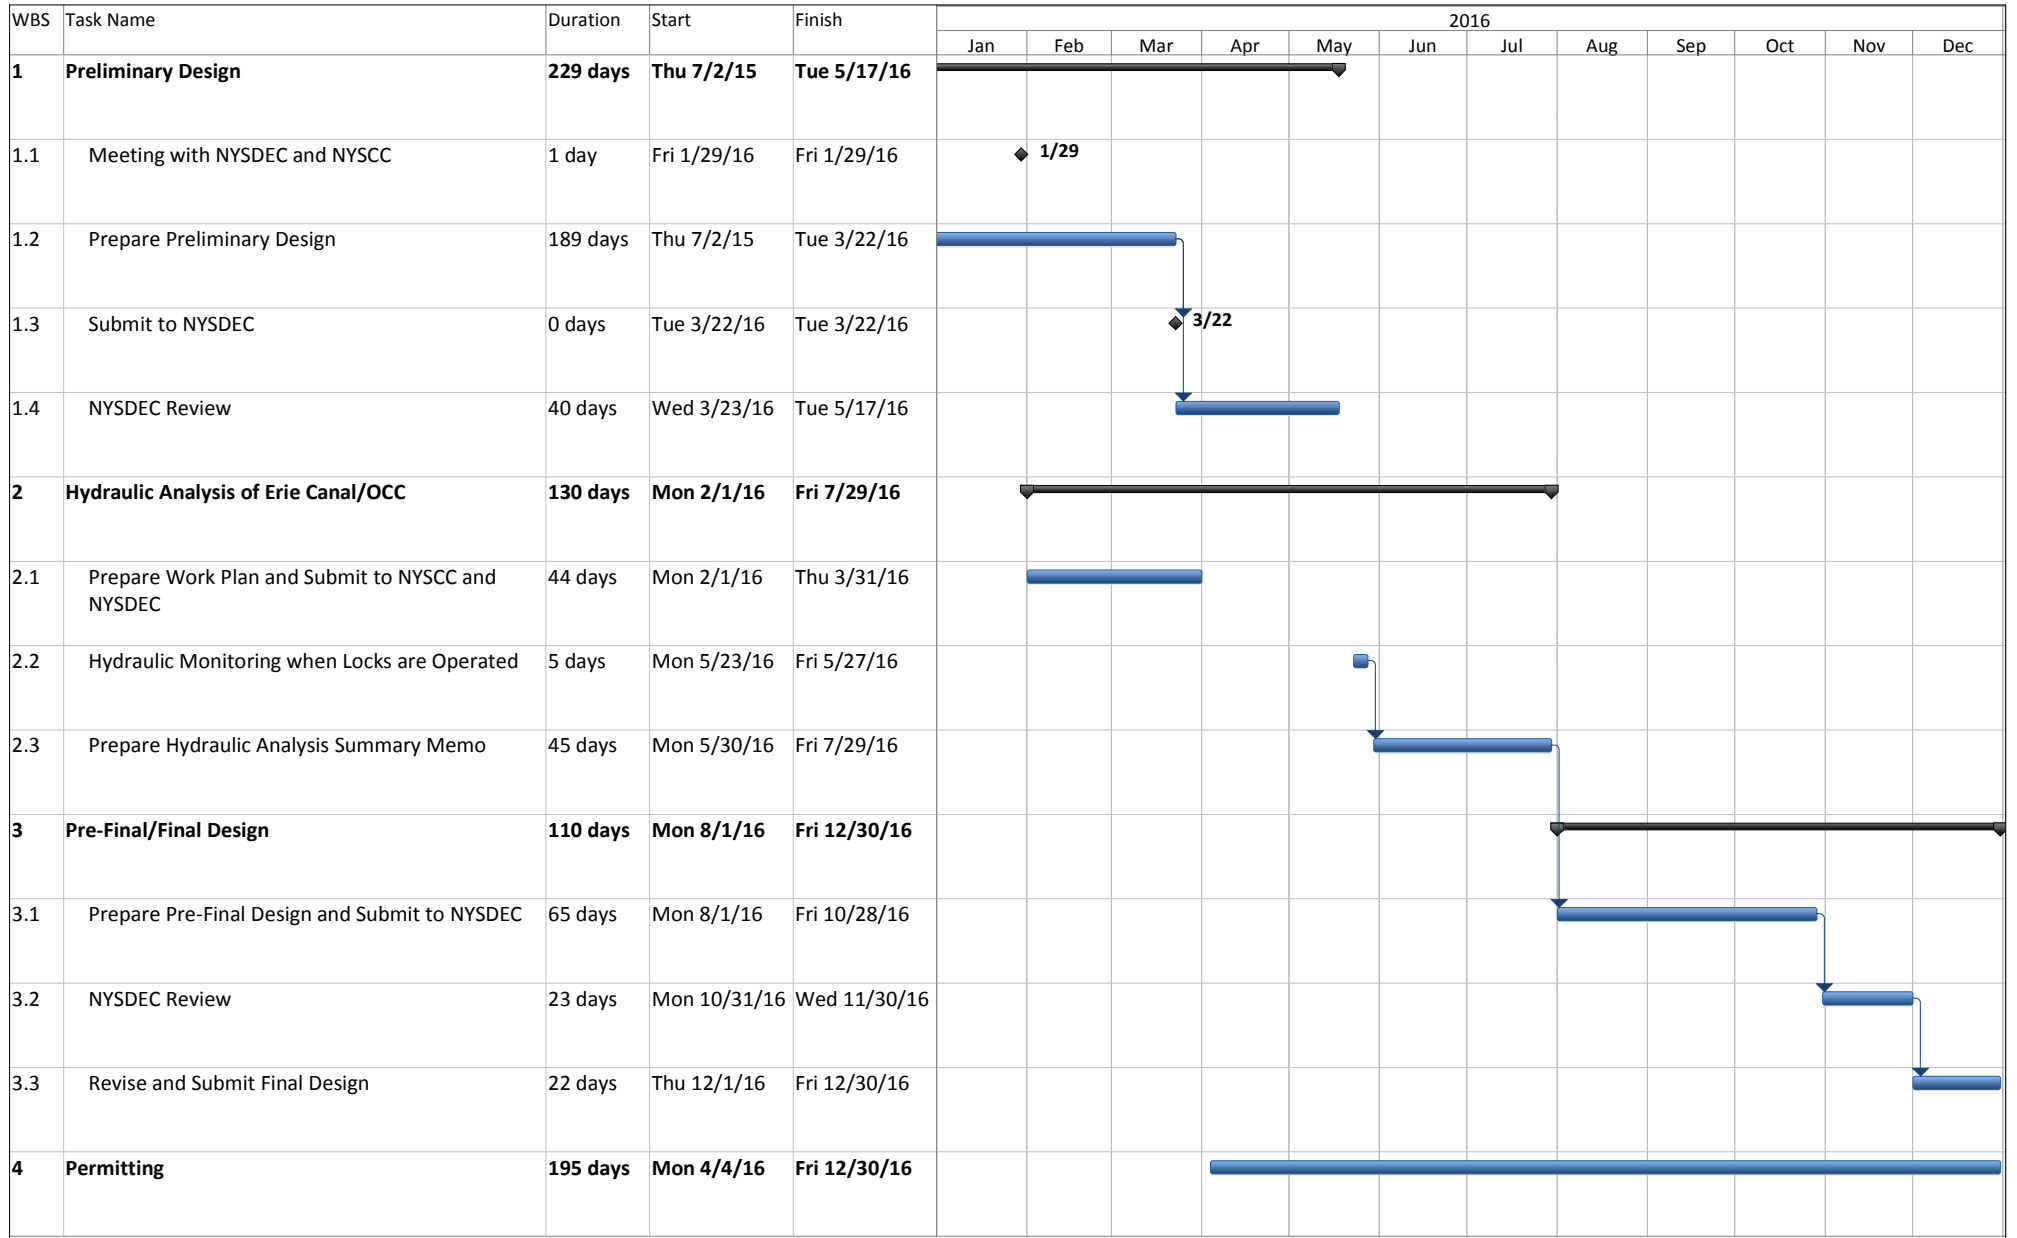 WBS Task Name Duration Start Finish 2016
Jan Feb Mar Apr May Jun Jul Aug Sep Oct Nov Dec
1 Preliminary Design 229 days Thu 7/2/15 Tue 5/17/16
1.1 Meeting with NYSDEC and NYSCC 1 day Fri 1/29/16 Fri 1/29/16 1/29
1.2 Prepare Preliminary Design 189 days Thu 7/2/15 Tue 3/22/16
1.3 Submit to NYSDEC 0 days Tue 3/22/16 Tue 3/22/16 3/22
1.4 NYSDEC Review 40 days Wed 3/23/16 Tue 5/17/16
2 Hydraulic Analysis of Erie Canal/OCC 130 days Mon 2/1/16 Fri 7/29/16
2.1 Prepare Work Plan and Submit to NYSCC and 44 days Mon 2/1/16 Thu 3/31/16
NYSDEC
2.2 Hydraulic Monitoring when Locks are Operated 5 days Mon 5/23/16 Fri 5/27/16
2.3 Prepare Hydraulic Analysis Summary Memo 45 days Mon 5/30/16 Fri 7/29/16
3 Pre-Final/Final Design 110 days Mon 8/1/16 Fri 12/30/16
3.1 Prepare Pre-Final Design and Submit to NYSDEC 65 days Mon 8/1/16 Fri 10/28/16
3.2 NYSDEC Review 23 days Mon 10/31/16 Wed 11/30/16
3.3 Revise and Submit Final Design 22 days Thu 12/1/16 Fri 12/30/16
4 Permitting 195 days Mon 4/4/16 Fri 12/30/16